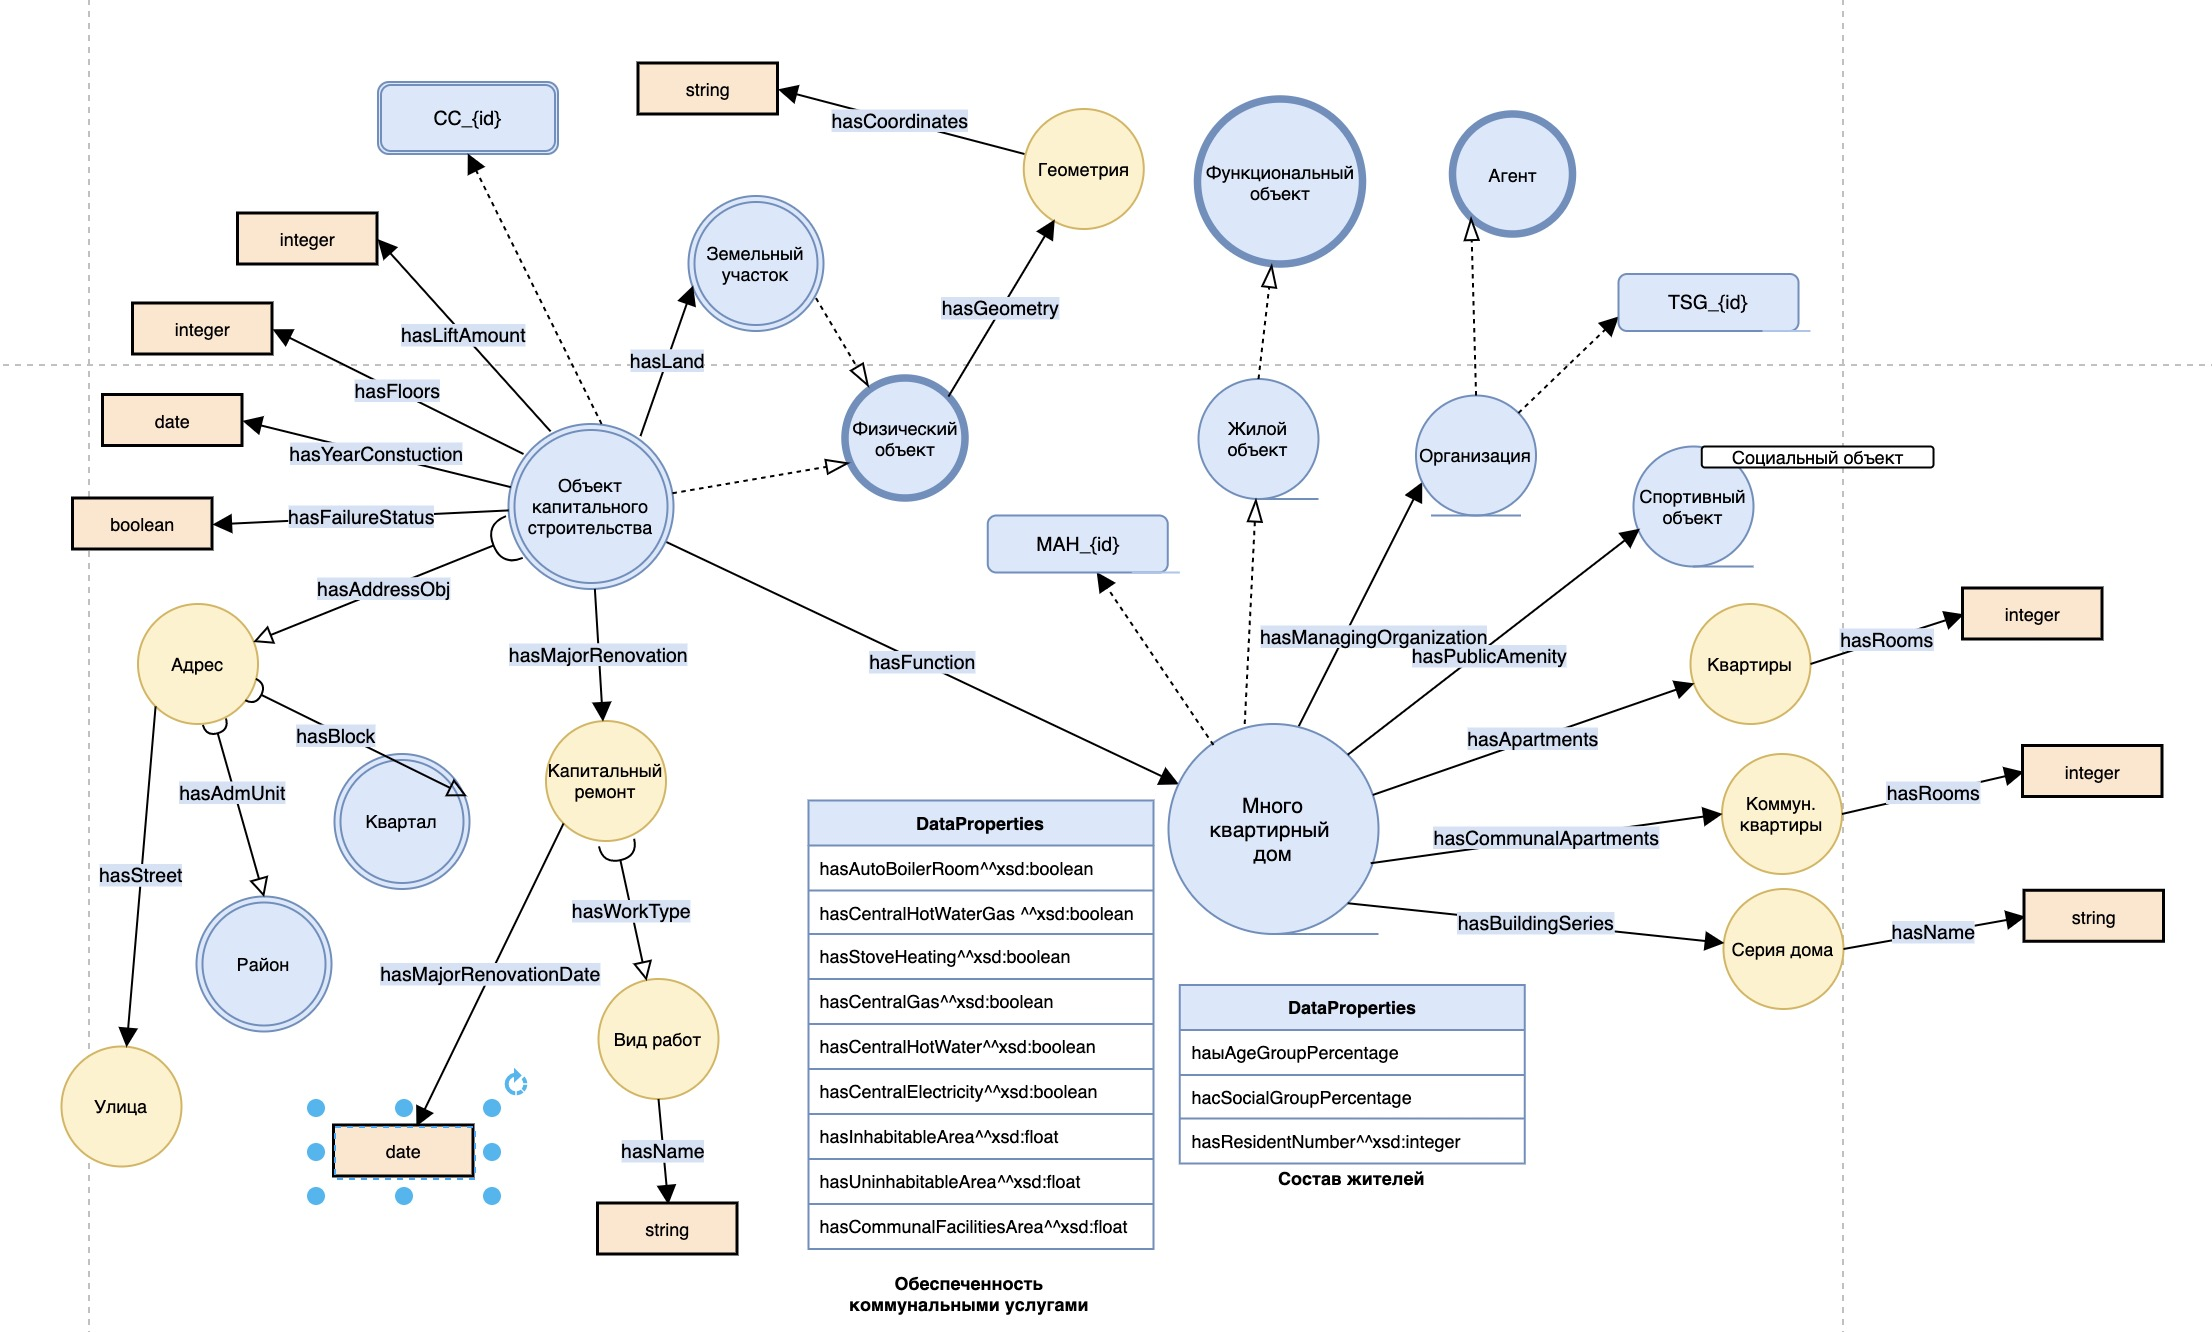 string
CC_{id}
hasCoordinates
Геометрия
Функциональный
объект
Агент
integer
Земельный
участок
hasGeometry
TSG_{id}
integer
hasLiftAmount
hasLand
hasFloors
date
hasYearConstuction
Физический
объект
Жилой
объект
Организация
Социальный объект
Спортивный
объект
Объект
капитального
строительства
boolean
hasFailureStatus
MAH_{id}
hasAddressObj
integer
hasRooms
Адрес
hasMajorRenovation
hasFunction
hasManagingOrganization
hasPublicAmenity
Квартиры
hasBlock
hasApartments
hasAdmUnit
Капитальный
ремонт
Квартал
integer
hasRooms
Много
квартирный
дом
Коммун.
квартиры
hasCommunalApartments
hasStreet
hasWorkType
hasBuildingSeries
string
hasName
Серия дома
Район
hasMajorRenovationDate
Вид работ
Улица
date
hasName
string
DataProperties
hasAutoBoilerRoom^^xsd:boolean
hasCentralHotWaterGas ^^xsd:boolean
hasStoveHeating^^xsd:boolean
hasCentralGas^^xsd:boolean
hasCentralHotWater^^xsd:boolean
hasCentralElectricity^^xsd:boolean
hasInhabitableArea^^xsd:float
hasUninhabitableArea^^xsd:float
hasCommunalFacilitiesArea^^xsd:float
Обеспеченность
коммунальными услугами
DataProperties
haыAgeGroupPercentage
hacSocialGroupPercentage
hasResidentNumber^^xsd:integer
Состав жителей